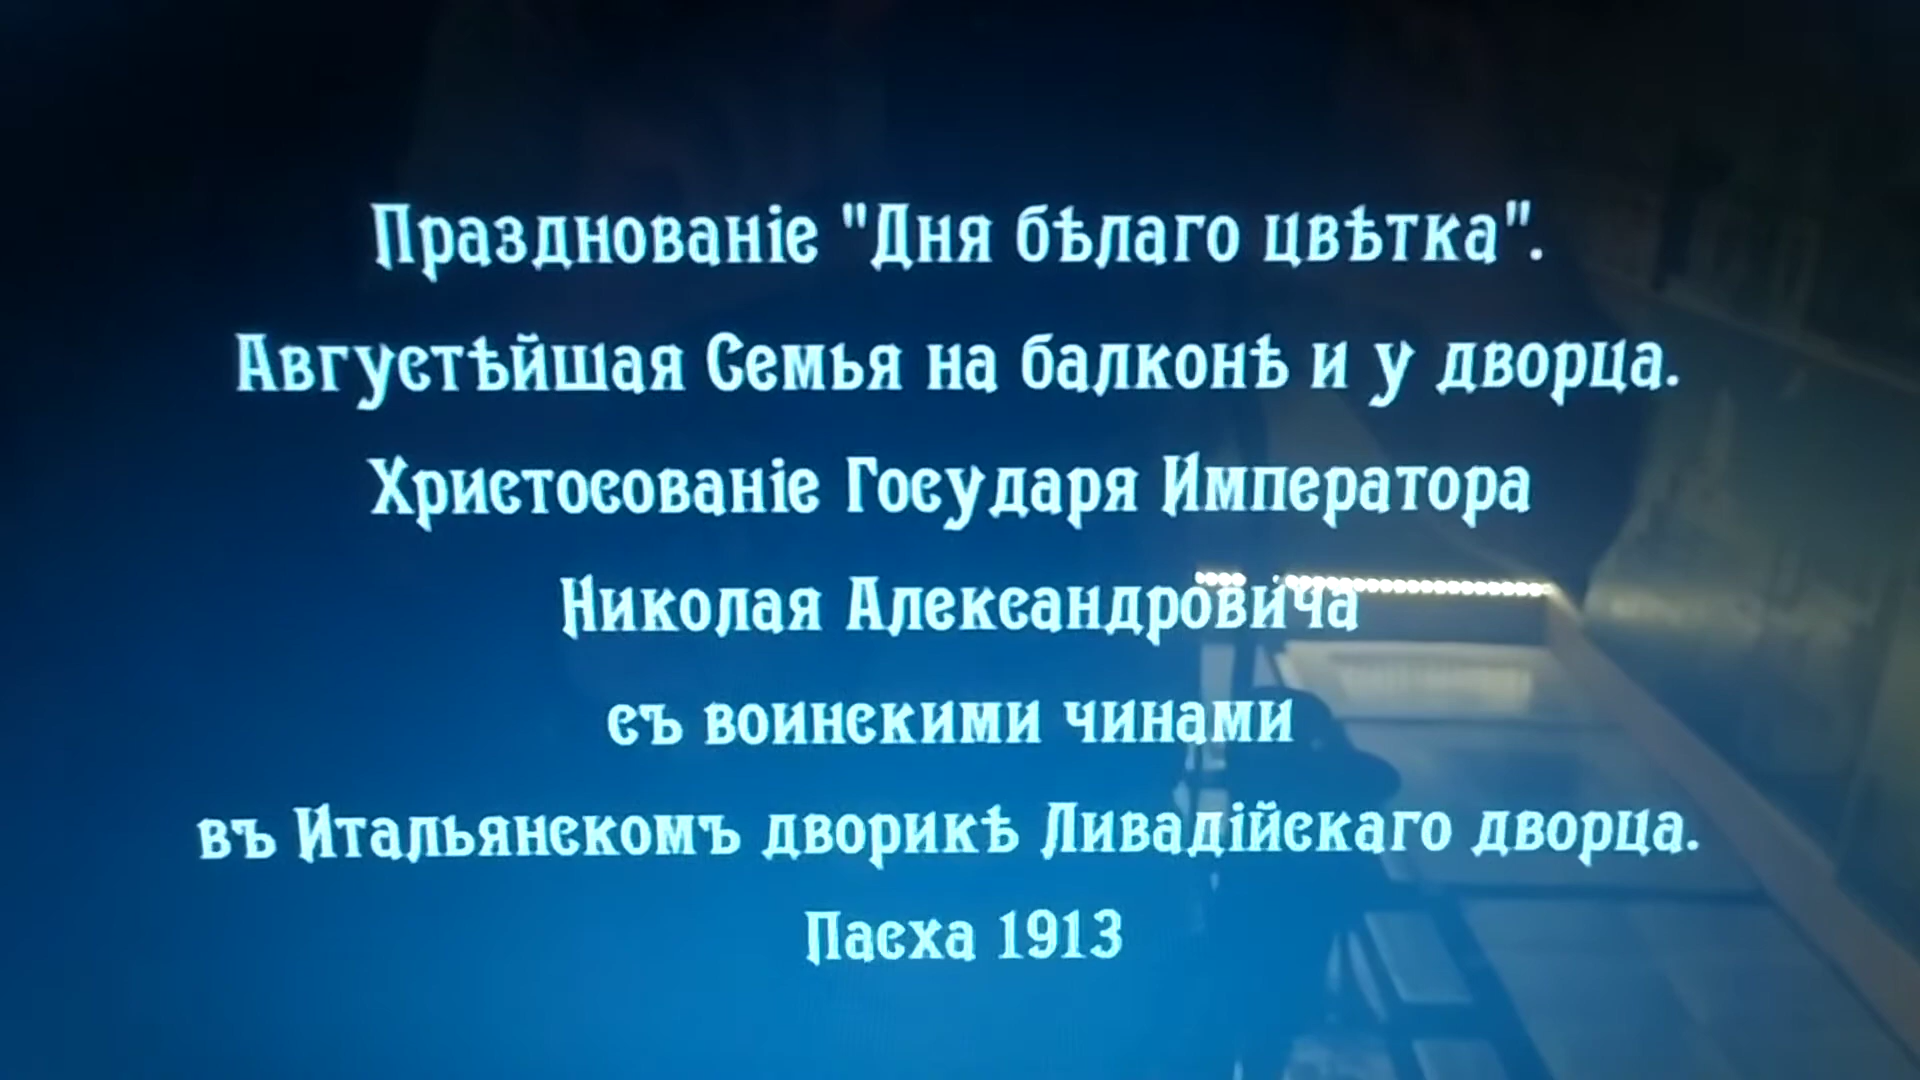 Празднованіе "Дня бѣлаго цвѣтка".
Августѣйшая Семья на балконѣ и у дворца.
Христосованіе Государя Императора
Николая Александровича
съ воинскими чинами
въ Итальянскомъ дворикѣ Ливадійскаго дворца.
Пасха 1913